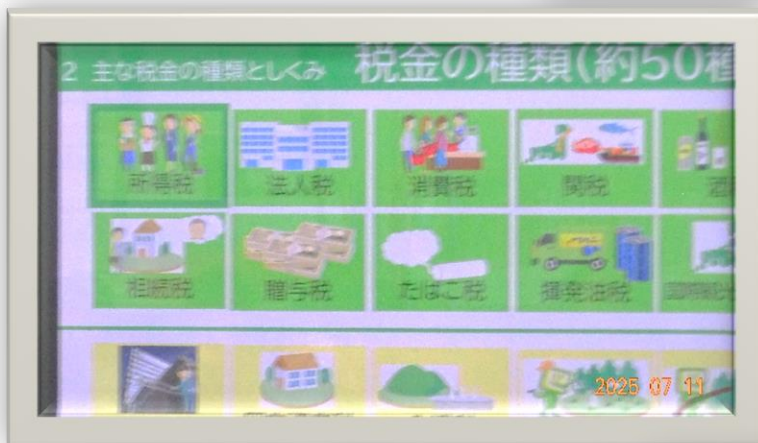 2 主な税金の種類としくみ 税金の種類(約50種
所得税 法人税 消費税 関税 酒
相続税 贈与税 たばこ税 揮発油税
2025 07 11